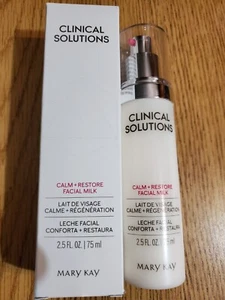 CLINICAL
SOLUTIONS
CALM + RESTORE
FACIAL MILK
LAIT DE VISAGE
CALME + RÉGÉNÉRATION
LECHE FACIAL
CONFORTA + RESTAURA
2.5 FL. OZ. | 75 mL
MARY KAY
CLINICAL
SOLUTIONS
CALM + RESTORE
FACIAL MILK
LAIT DE VISAGE
CALME + RÉGÉNÉRATION
LECHE FACIAL
CONFORTA + RESTAURA
2.5 FL. OZ. | 75 mL
MARY KAY